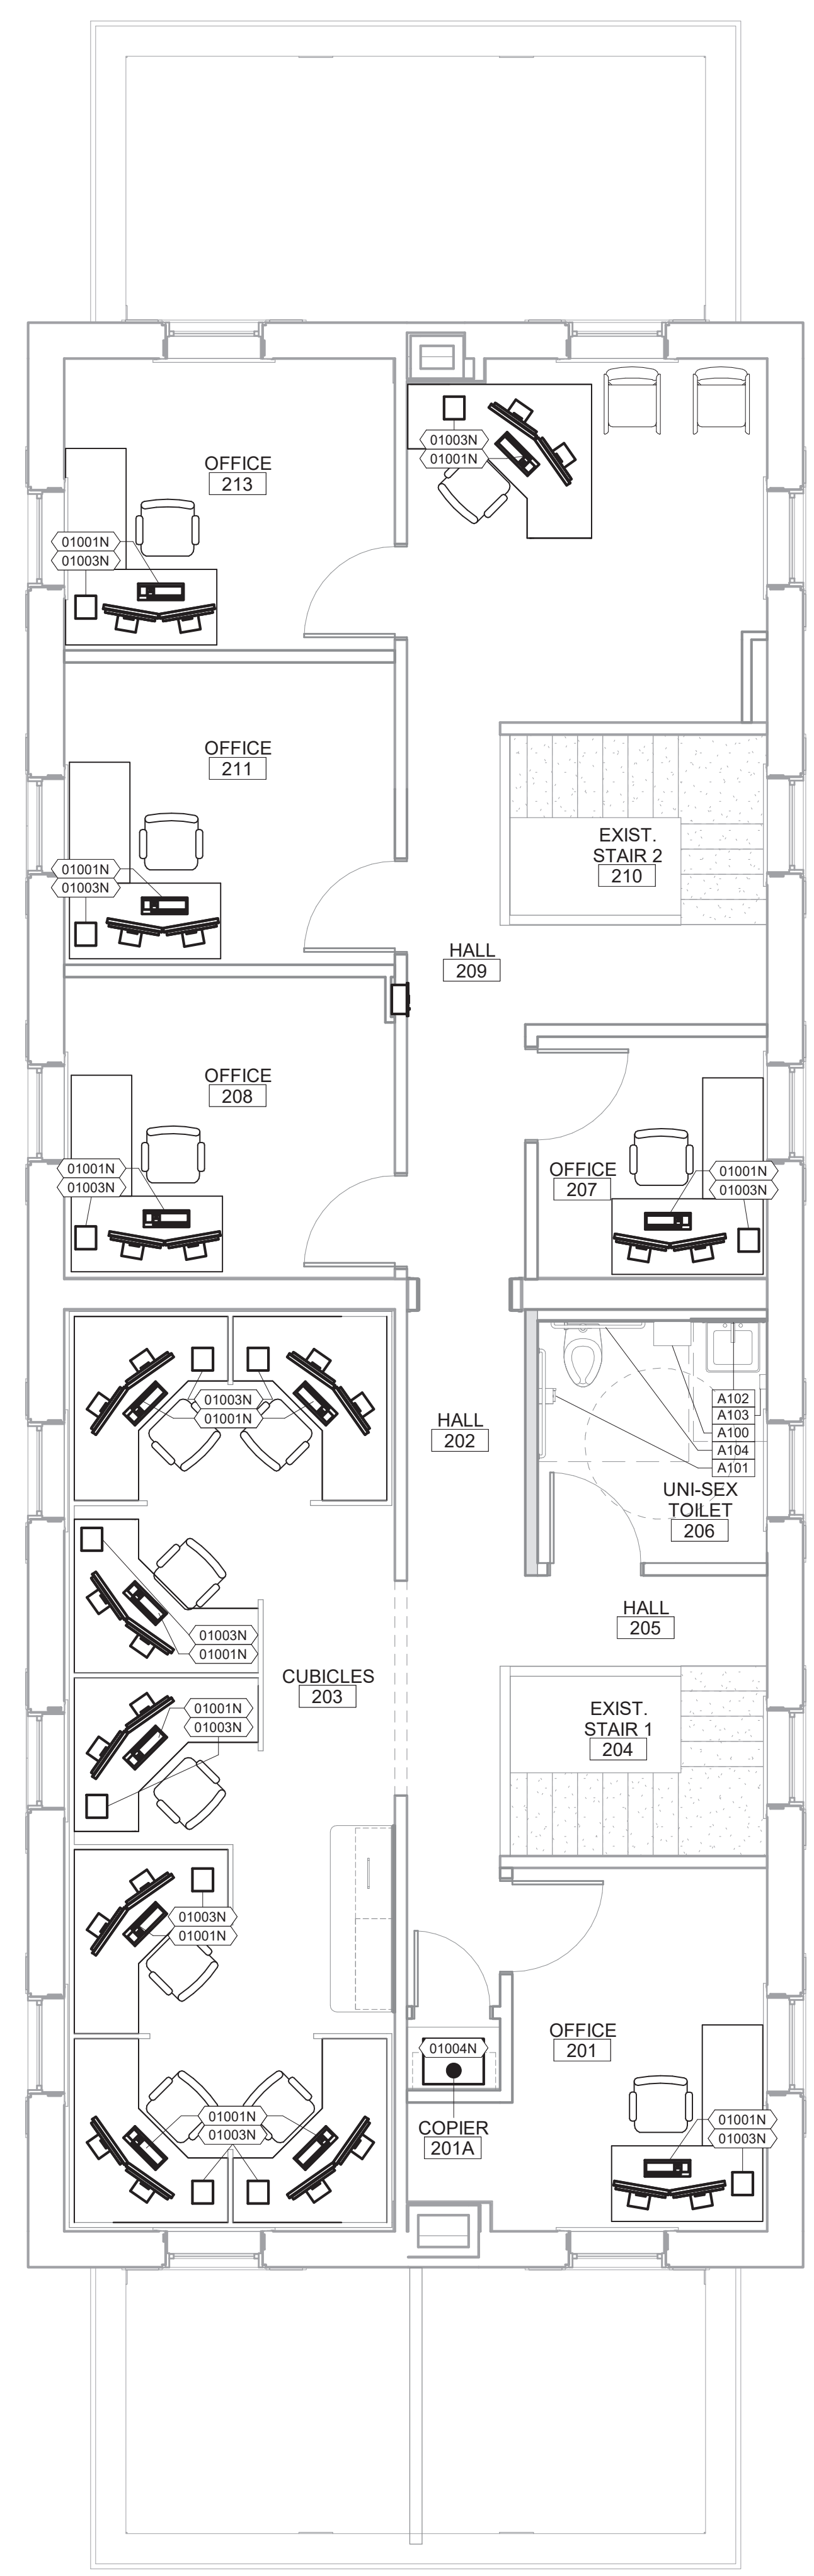 01003N
01001N
OFFICE
213
01001N
01003N
OFFICE
211
EXIST.
STAIR 2
210
01001N
01003N
HALL
209
OFFICE
208
01001N
01003N
OFFICE
207
01001N
01003N
01003N
01001N
HALL
202
A102
A103
A100
A104
A101
UNI-SEX
TOILET
206
HALL
205
01003N
01001N
CUBICLES
203
01001N
01003N
EXIST.
STAIR 1
204
01003N
01001N
OFFICE
201
01004N
COPIER
201A
01001N
01003N
01001N
01003N